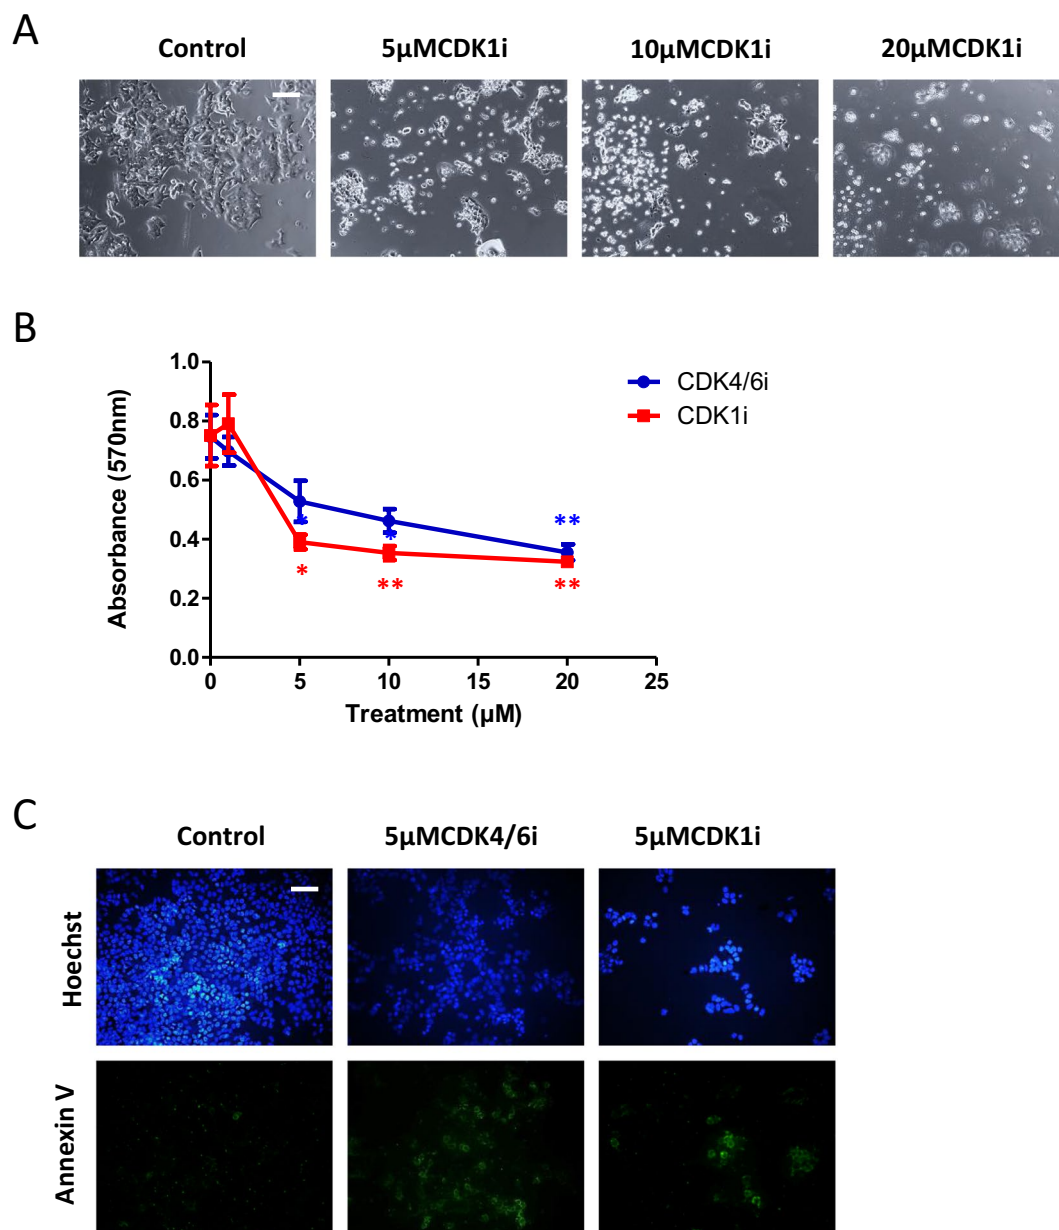 A
Control 5µMCDK1i 10µMCDK1i 20µMCDK1i
B
1.0
0.8
0.6
0.4
0.2
0.0
Absorbance (570nm)
* * **
* ** **
0 5 10 15 20 25
Treatment (µM)
CDK4/6i
CDK1i
C
Control 5µMCDK4/6i 5µMCDK1i
Hoechst
Annexin V